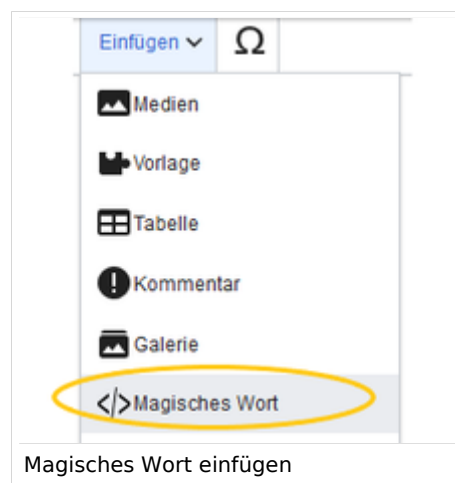 Einfügen Ω
Medien
Vorlage
Tabelle
Kommentar
Galerie
</>Magisches Wort
Magisches Wort einfügen